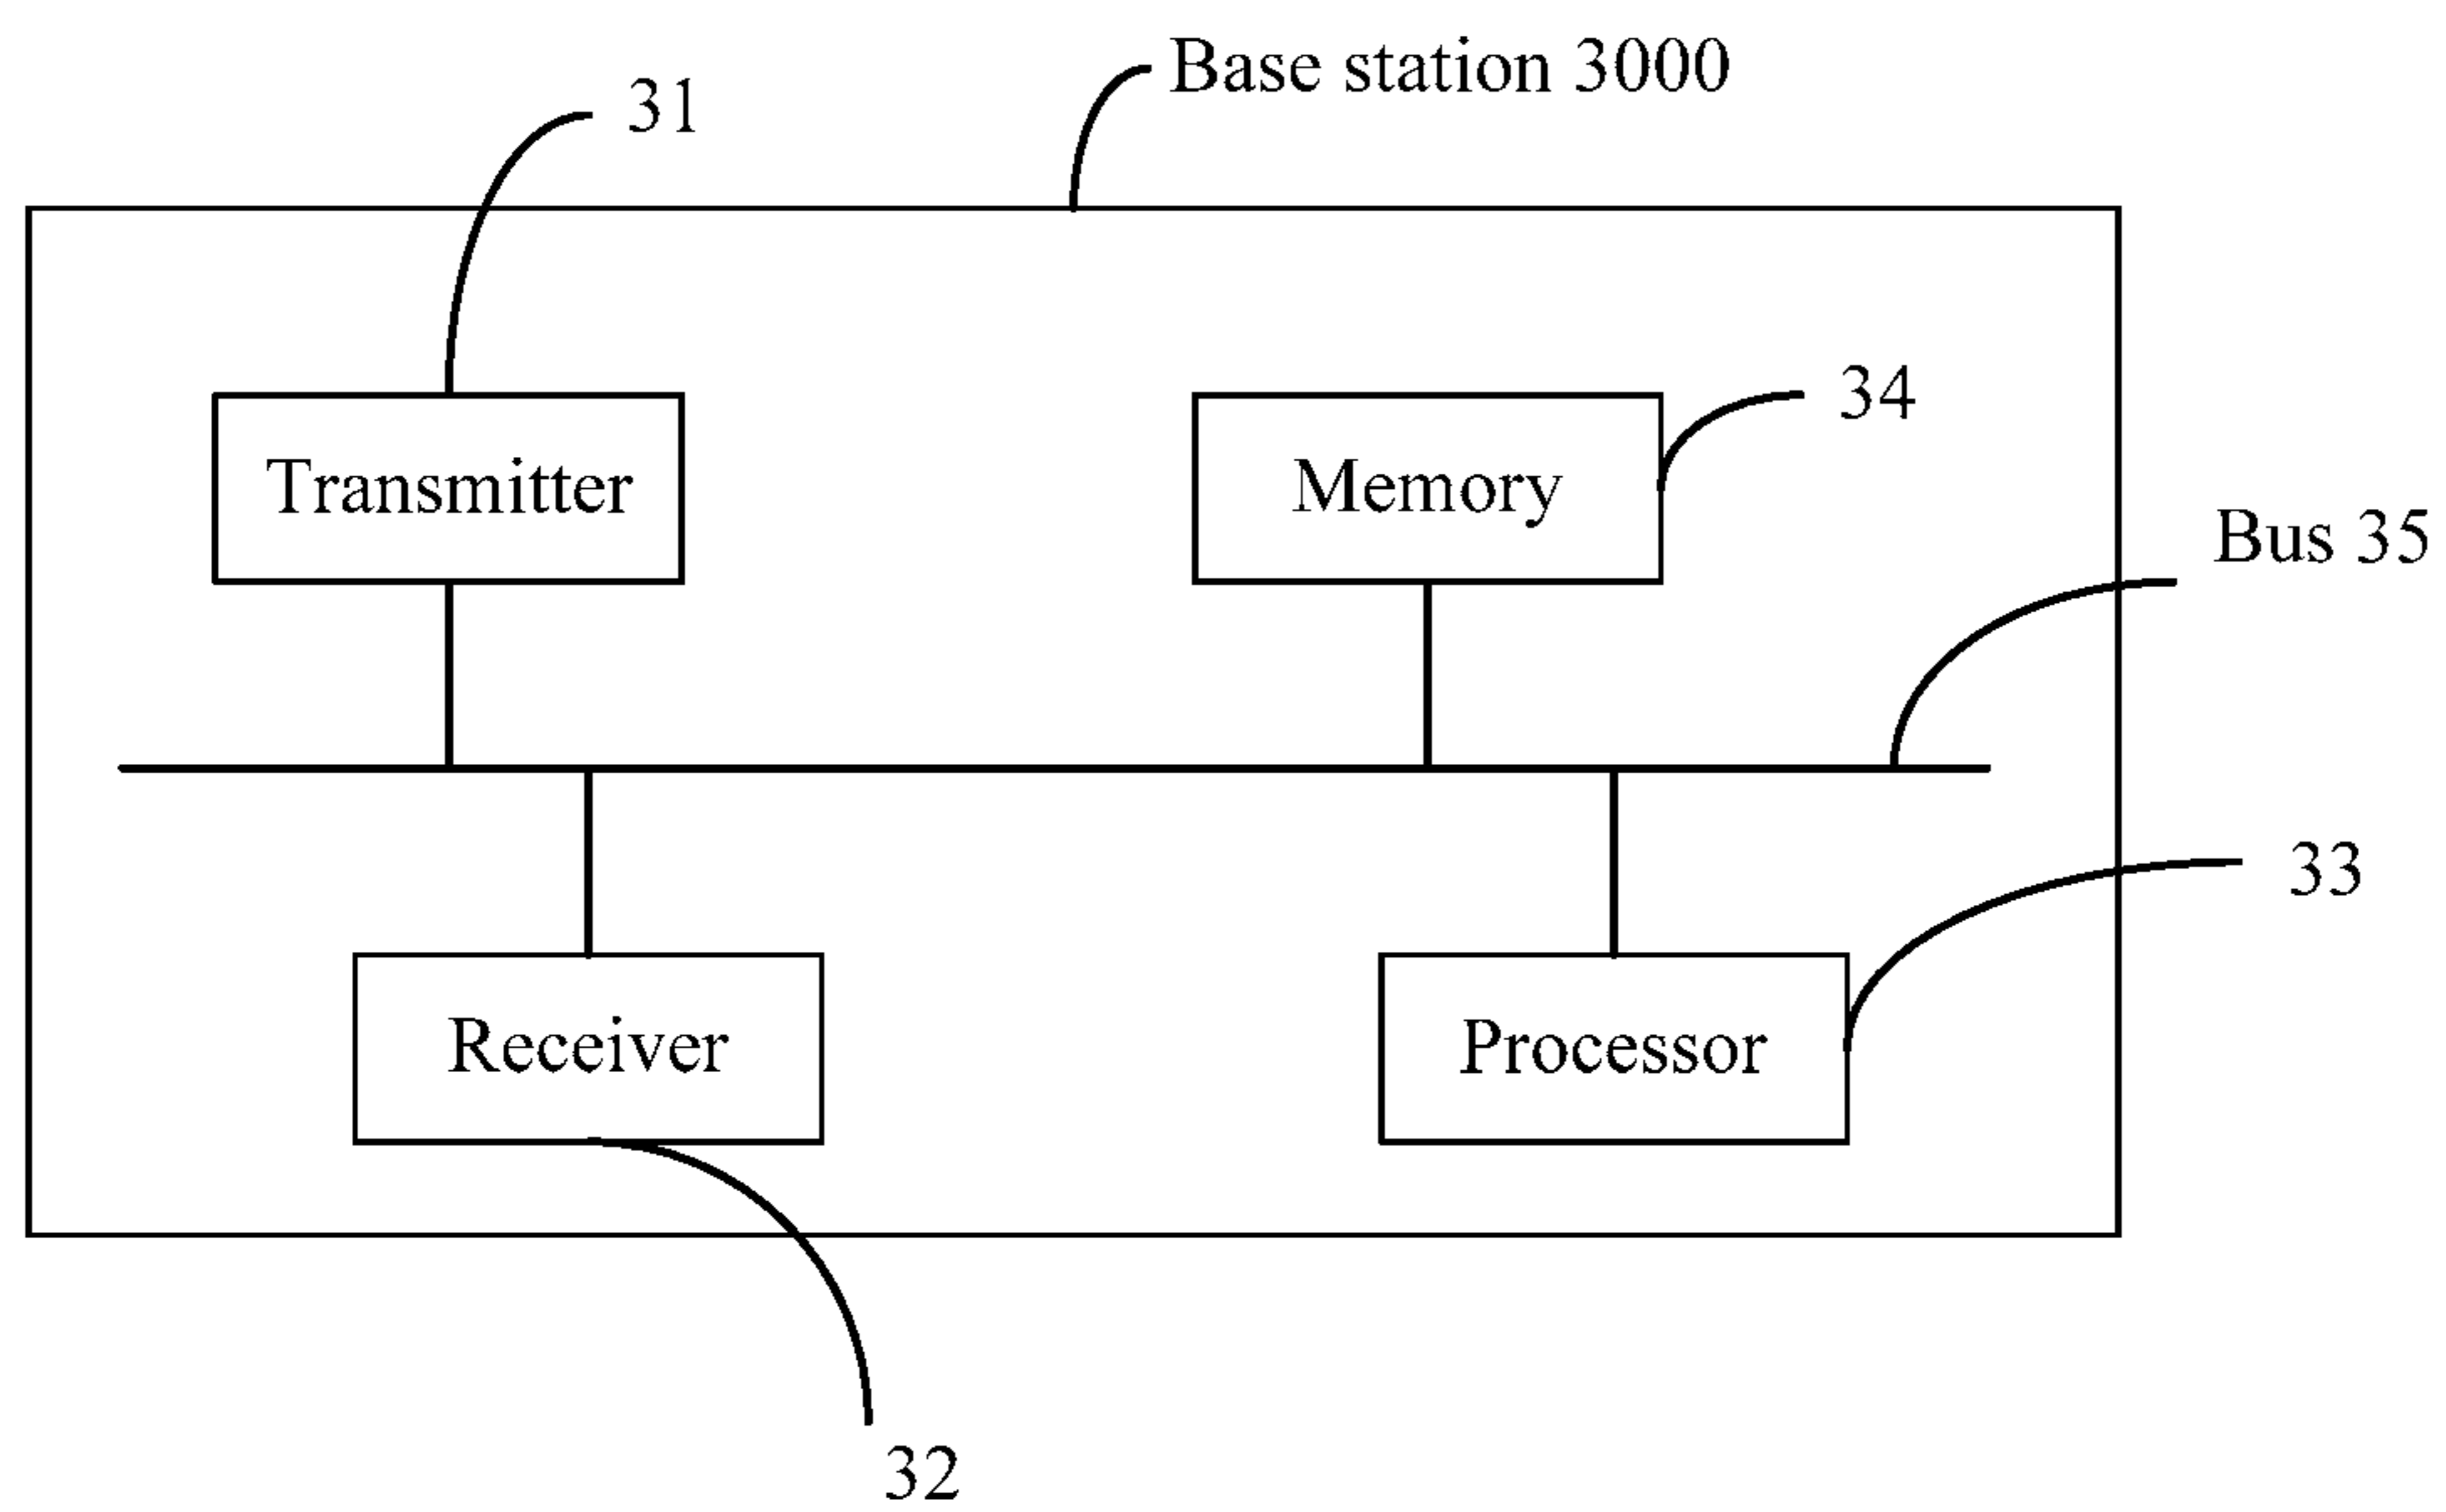 Base station 3000
31
34
Transmitter
Memory
Bus 35
33
Receiver
Processor
32